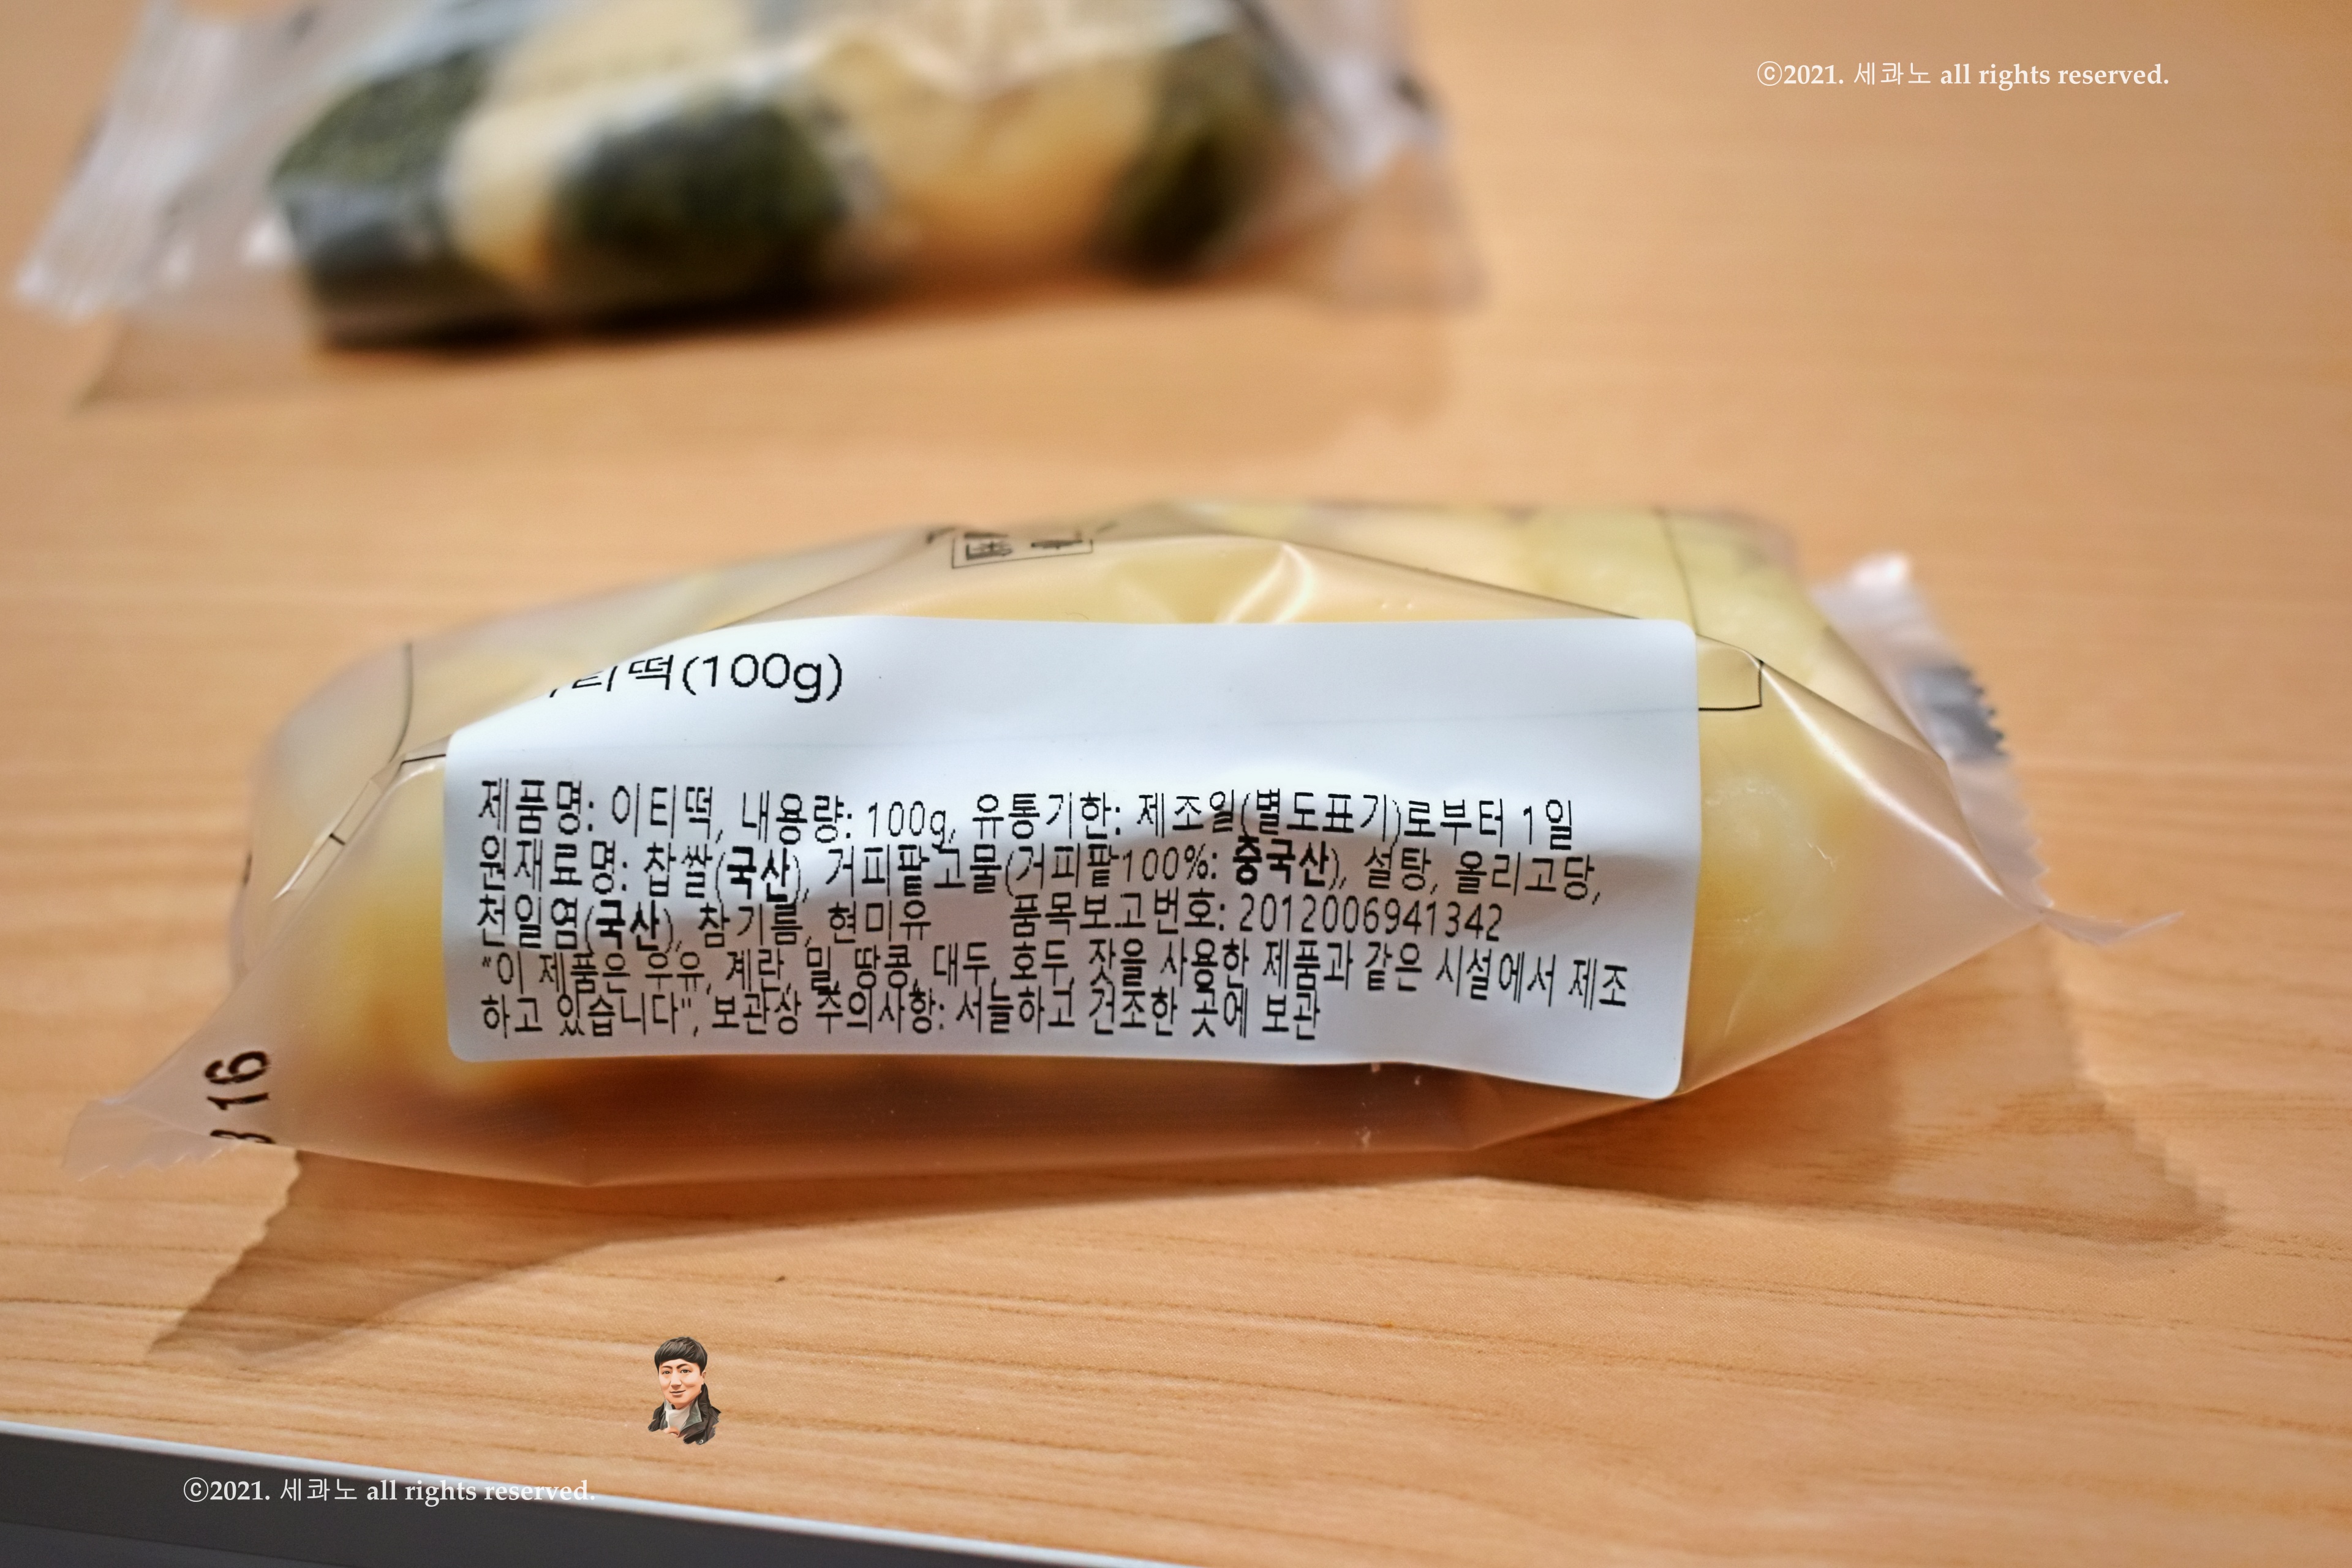 ©2021. 세콰노 all rights reserved.
떡(100g)
제품명: 이티떡, 내용량: 100g, 유통기한: 제조일(별도표기)로부터 1일
원재료명: 찹쌀(국산), 거피팥고물(거피팥100%: 중국산), 설탕, 올리고당,
천일염(국산), 참기름, 현미유 품목보고번호: 2012006941342
"이 제품은 우유, 계란, 밀, 땅콩, 대두, 호두, 잣을 사용한 제품과 같은 시설에서 제조
하고 있습니다", 보관상 주의사항: 서늘하고 건조한 곳에 보관
16
©2021. 세콰노 all rights reserved.